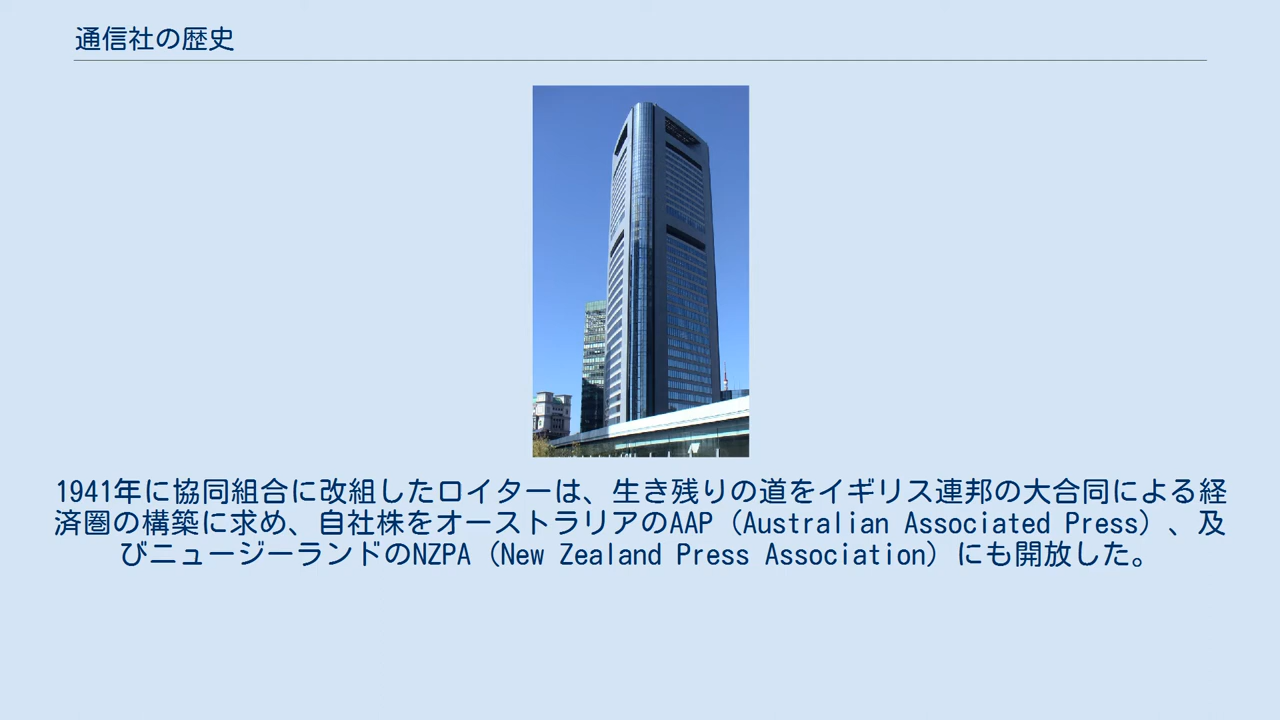 通信社の歴史
1941年に協同組合に改組したロイターは、生き残りの道をイギリス連邦の大合同による経
済圏の構築に求め、自社株をオーストラリアのAAP（Australian Associated Press）、及
びニュージーランドのNZPA（New Zealand Press Association）にも開放した。